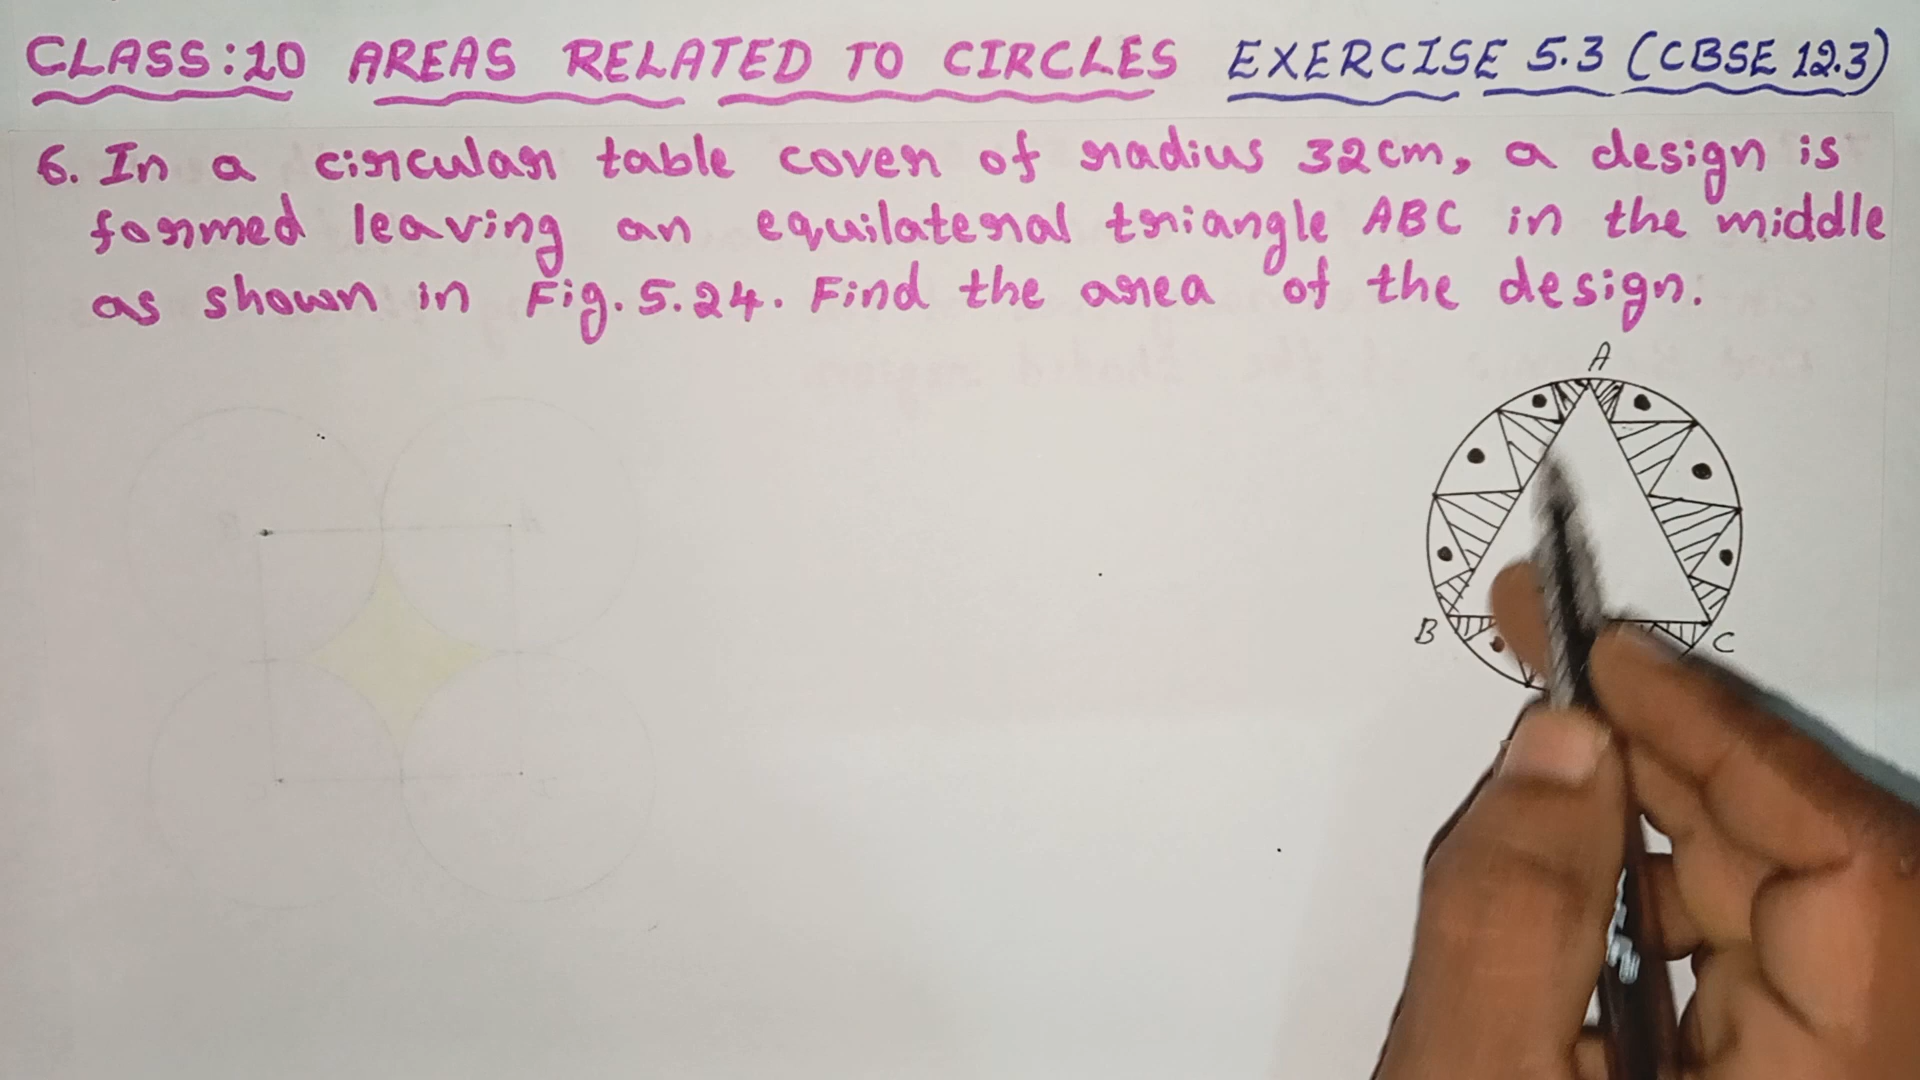 CLASS:10 AREAS RELATED TO CIRCLES EXERCISE 5.3 (CBSE 12.3)
6. In a circular table cover of radius 32cm, a design is
formed leaving an equilateral triangle ABC in the middle
as shown in Fig. 5.24. Find the area of the design.
A
B
C